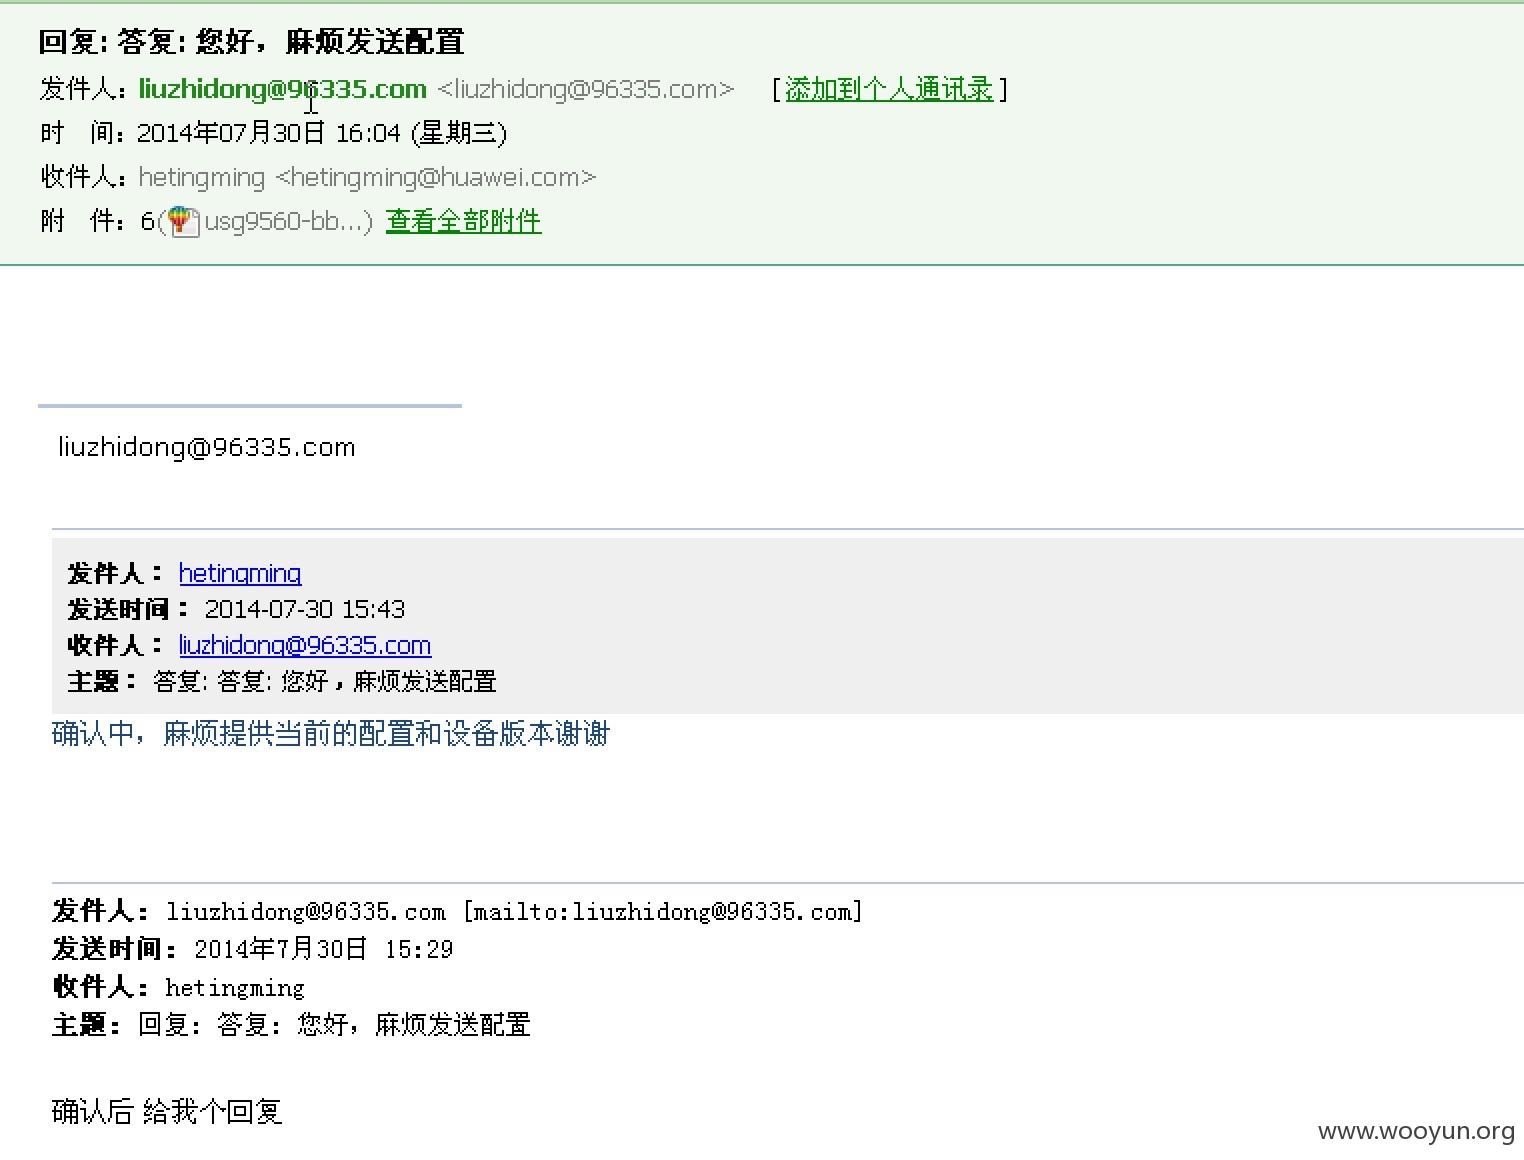 回复: 答复: 您好，麻烦发送配置
发件人：liuzhidong@96335.com <liuzhidong@96335.com> [添加到个人通讯录]
时 间：2014年07月30日 16:04 (星期三)
收件人：hetingming <hetingming@huawei.com>
附 件：6(usg9560-bb...) 查看全部附件
liuzhidong@96335.com
发件人： hetingming
发送时间： 2014-07-30 15:43
收件人： liuzhidong@96335.com
主题： 答复: 答复: 您好，麻烦发送配置
确认中，麻烦提供当前的配置和设备版本谢谢
发件人: liuzhidong@96335.com [mailto:liuzhidong@96335.com]
发送时间: 2014年7月30日 15:29
收件人: hetingming
主题: 回复: 答复: 您好，麻烦发送配置
确认后 给我个回复
www.wooyun.org